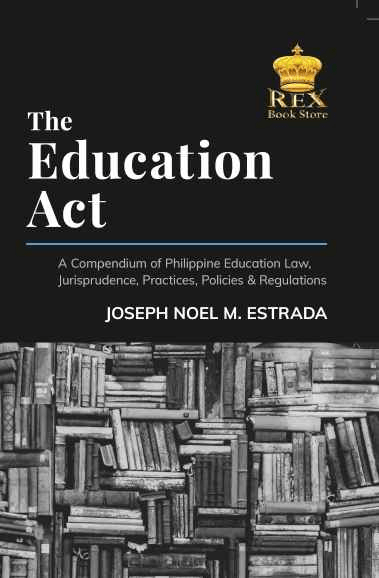 REX
Book Store
The
Education
Act
A Compendium of Philippine Education Law,
Jurisprudence, Practices, Policies & Regulations
JOSEPH NOEL M. ESTRADA